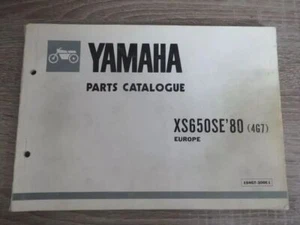 YAMAHA
PARTS CATALOGUE
XS650SE'80 (4G7)
EUROPE